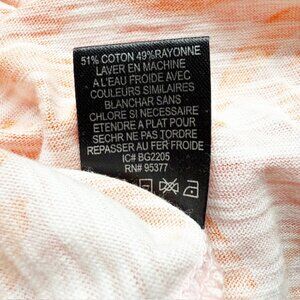 51% COTON 49%RAYONNE
LAVER EN MACHINE
A L'EAU FROIDE AVEC
COULEURS SIMILAIRES
BLANCHAR SANS
CHLORE SI NECESSAIRE
ETENDRE A PLAT POUR
SECHR NE PAS TORDRE
REPASSER AU FER FROIDE
IC# BG2205
RN# 95377